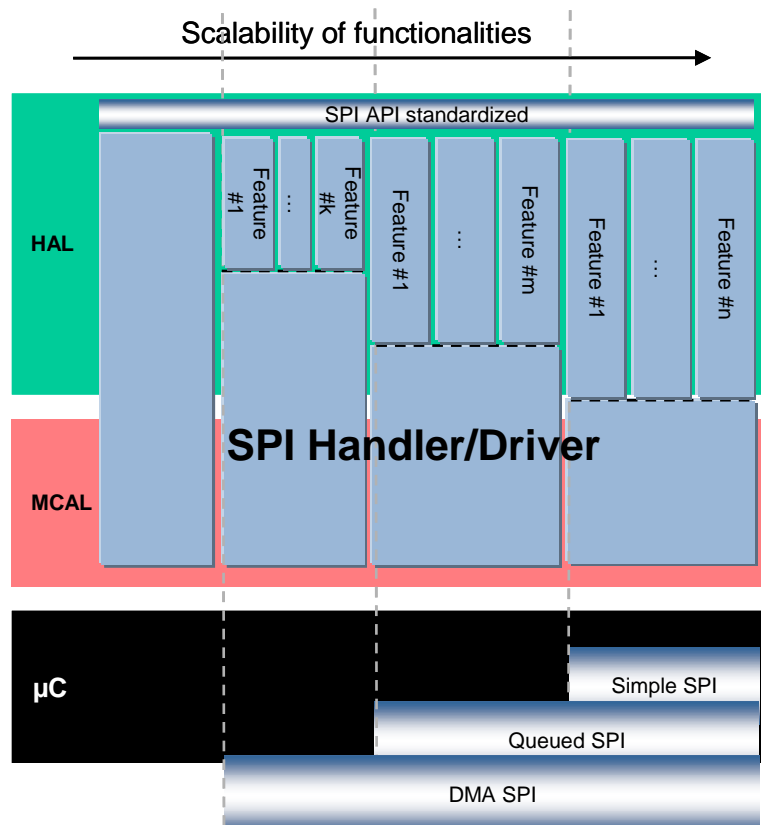 Scalability of functionalities
SPI API standardized
Feature
#1
...
Feature
#k
Feature #1
...
Feature #m
Feature #1
...
Feature #n
HAL
SPI Handler/Driver
MCAL
µC
Simple SPI
Queued SPI
DMA SPI